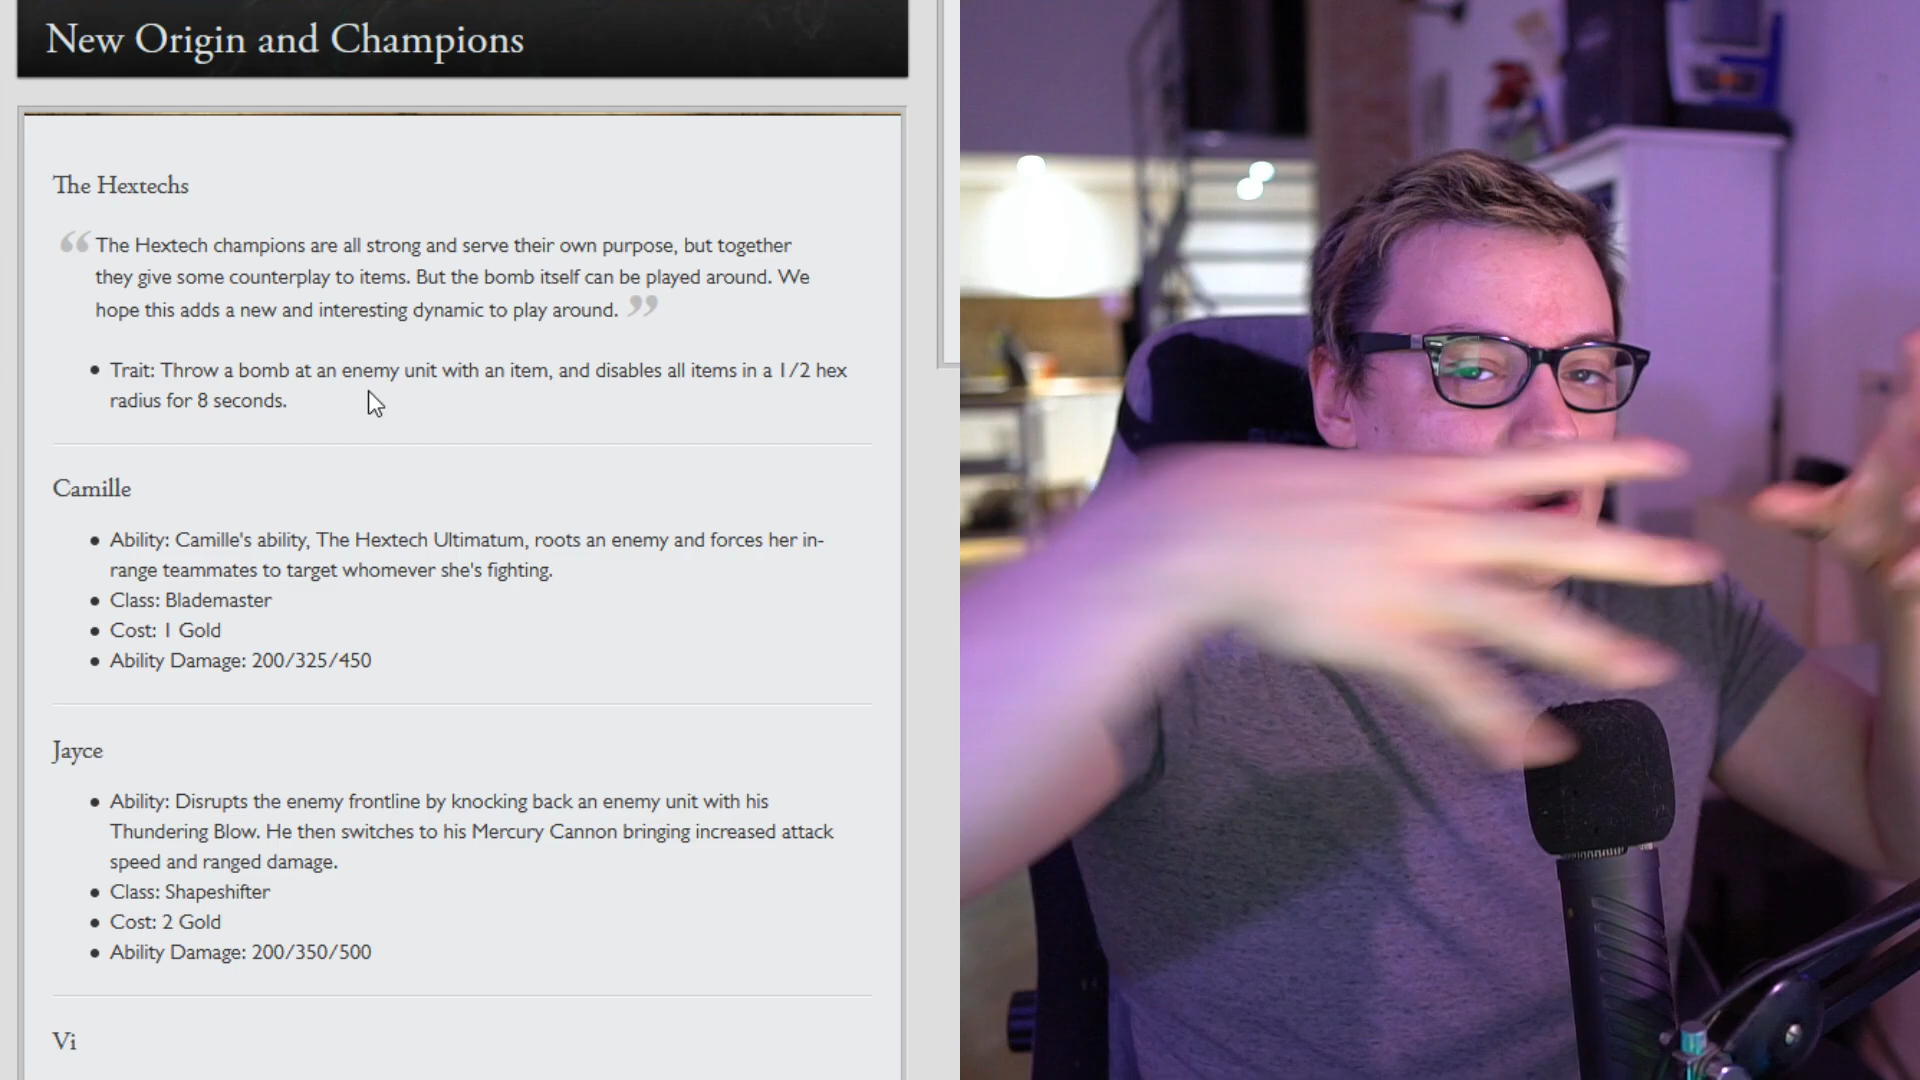 New Origin and Champions
The Hextechs
“ The Hextech champions are all strong and serve their own purpose, but together
they give some counterplay to items. But the bomb itself can be played around. We
hope this adds a new and interesting dynamic to play around. ”
• Trait: Throw a bomb at an enemy unit with an item, and disables all items in a 1/2 hex
radius for 8 seconds.
Camille
• Ability: Camille's ability, The Hextech Ultimatum, roots an enemy and forces her in-
range teammates to target whomever she's fighting.
• Class: Blademaster
• Cost: 1 Gold
• Ability Damage: 200/325/450
Jayce
• Ability: Disrupts the enemy frontline by knocking back an enemy unit with his
Thundering Blow. He then switches to his Mercury Cannon bringing increased attack
speed and ranged damage.
• Class: Shapeshifter
• Cost: 2 Gold
• Ability Damage: 200/350/500
Vi